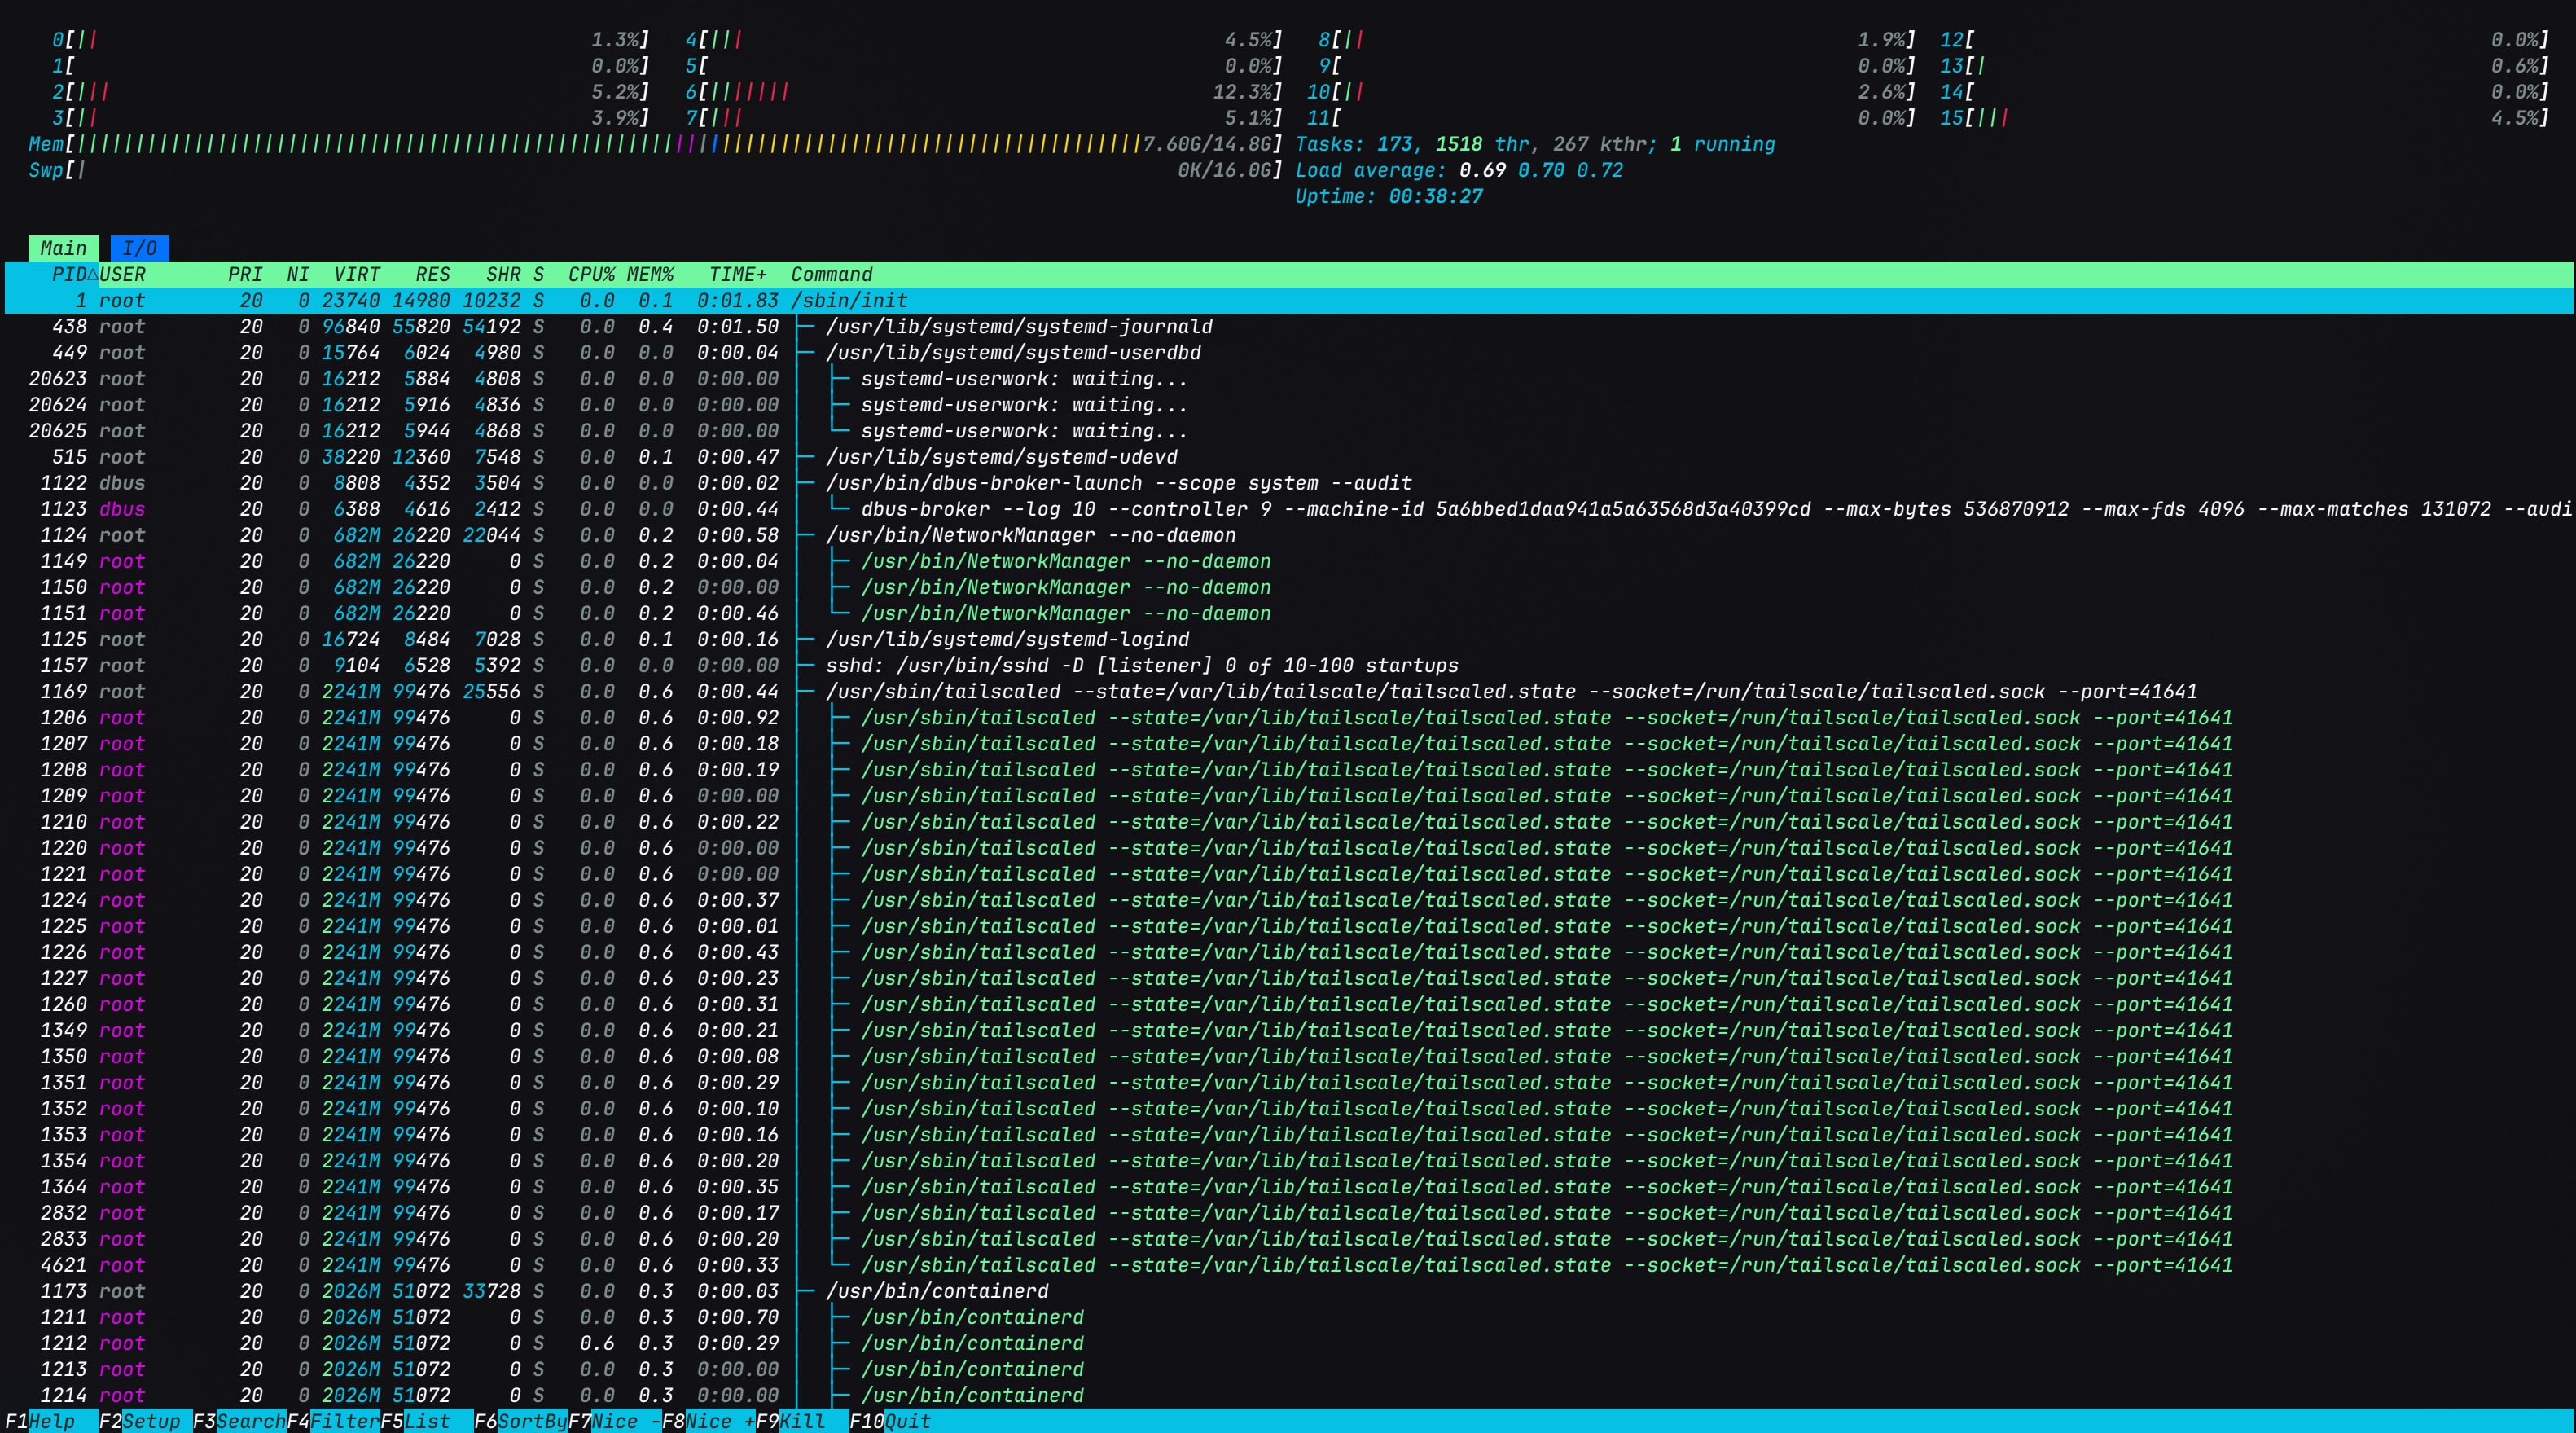 0[|| 1.3%] 4[||| 4.5%] 8[|| 1.9%] 12[ 0.0%]
1[ 0.0%] 5[ 0.0%] 9[ 0.0%] 13[| 0.6%]
2[||| 5.2%] 6[||||||| 12.3%] 10[|| 2.6%] 14[ 0.0%]
3[|| 3.9%] 7[||| 5.1%] 11[ 0.0%] 15[||| 4.5%]
Mem[||||||||||||||||||||||||||||||||||||||||||||||||||||||||||||||||||||||||||||||||||||||||||| 7.60G/14.8G] Tasks: 173, 1518 thr, 267 kthr; 1 running
Swp[| 0K/16.0G] Load average: 0.69 0.70 0.72
Uptime: 00:38:27
Main I/O
PID△USER PRI NI VIRT RES SHR S CPU% MEM% TIME+ Command
1 root 20 0 23740 14980 10232 S 0.0 0.1 0:01.83 /sbin/init
438 root 20 0 96840 55820 54192 S 0.0 0.4 0:01.50 ├─ /usr/lib/systemd/systemd-journald
449 root 20 0 15764 6024 4980 S 0.0 0.0 0:00.04 ├─ /usr/lib/systemd/systemd-userdbd
20623 root 20 0 16212 5884 4808 S 0.0 0.0 0:00.00 │ ├─ systemd-userwork: waiting...
20624 root 20 0 16212 5916 4836 S 0.0 0.0 0:00.00 │ ├─ systemd-userwork: waiting...
20625 root 20 0 16212 5944 4868 S 0.0 0.0 0:00.00 │ └─ systemd-userwork: waiting...
515 root 20 0 38220 12360 7548 S 0.0 0.1 0:00.47 ├─ /usr/lib/systemd/systemd-udevd
1122 dbus 20 0 8808 4352 3504 S 0.0 0.0 0:00.02 ├─ /usr/bin/dbus-broker-launch --scope system --audit
1123 dbus 20 0 6388 4616 2412 S 0.0 0.0 0:00.44 │ └─ dbus-broker --log 10 --controller 9 --machine-id 5a6bbed1daa941a5a63568d3a40399cd --max-bytes 536870912 --max-fds 4096 --max-matches 131072 --audi
1124 root 20 0 682M 26220 22044 S 0.0 0.2 0:00.58 ├─ /usr/bin/NetworkManager --no-daemon
1149 root 20 0 682M 26220 0 S 0.0 0.2 0:00.04 │ ├─ /usr/bin/NetworkManager --no-daemon
1150 root 20 0 682M 26220 0 S 0.0 0.2 0:00.00 │ ├─ /usr/bin/NetworkManager --no-daemon
1151 root 20 0 682M 26220 0 S 0.0 0.2 0:00.46 │ └─ /usr/bin/NetworkManager --no-daemon
1125 root 20 0 16724 8484 7028 S 0.0 0.1 0:00.16 ├─ /usr/lib/systemd/systemd-logind
1157 root 20 0 9104 6528 5392 S 0.0 0.0 0:00.00 ├─ sshd: /usr/bin/sshd -D [listener] 0 of 10-100 startups
1169 root 20 0 2241M 99476 25556 S 0.0 0.6 0:00.44 ├─ /usr/sbin/tailscaled --state=/var/lib/tailscale/tailscaled.state --socket=/run/tailscale/tailscaled.sock --port=41641
1206 root 20 0 2241M 99476 0 S 0.0 0.6 0:00.92 │ ├─ /usr/sbin/tailscaled --state=/var/lib/tailscale/tailscaled.state --socket=/run/tailscale/tailscaled.sock --port=41641
1207 root 20 0 2241M 99476 0 S 0.0 0.6 0:00.18 │ ├─ /usr/sbin/tailscaled --state=/var/lib/tailscale/tailscaled.state --socket=/run/tailscale/tailscaled.sock --port=41641
1208 root 20 0 2241M 99476 0 S 0.0 0.6 0:00.19 │ ├─ /usr/sbin/tailscaled --state=/var/lib/tailscale/tailscaled.state --socket=/run/tailscale/tailscaled.sock --port=41641
1209 root 20 0 2241M 99476 0 S 0.0 0.6 0:00.00 │ ├─ /usr/sbin/tailscaled --state=/var/lib/tailscale/tailscaled.state --socket=/run/tailscale/tailscaled.sock --port=41641
1210 root 20 0 2241M 99476 0 S 0.0 0.6 0:00.22 │ ├─ /usr/sbin/tailscaled --state=/var/lib/tailscale/tailscaled.state --socket=/run/tailscale/tailscaled.sock --port=41641
1220 root 20 0 2241M 99476 0 S 0.0 0.6 0:00.00 │ ├─ /usr/sbin/tailscaled --state=/var/lib/tailscale/tailscaled.state --socket=/run/tailscale/tailscaled.sock --port=41641
1221 root 20 0 2241M 99476 0 S 0.0 0.6 0:00.00 │ ├─ /usr/sbin/tailscaled --state=/var/lib/tailscale/tailscaled.state --socket=/run/tailscale/tailscaled.sock --port=41641
1224 root 20 0 2241M 99476 0 S 0.0 0.6 0:00.37 │ ├─ /usr/sbin/tailscaled --state=/var/lib/tailscale/tailscaled.state --socket=/run/tailscale/tailscaled.sock --port=41641
1225 root 20 0 2241M 99476 0 S 0.0 0.6 0:00.01 │ ├─ /usr/sbin/tailscaled --state=/var/lib/tailscale/tailscaled.state --socket=/run/tailscale/tailscaled.sock --port=41641
1226 root 20 0 2241M 99476 0 S 0.0 0.6 0:00.43 │ ├─ /usr/sbin/tailscaled --state=/var/lib/tailscale/tailscaled.state --socket=/run/tailscale/tailscaled.sock --port=41641
1227 root 20 0 2241M 99476 0 S 0.0 0.6 0:00.23 │ ├─ /usr/sbin/tailscaled --state=/var/lib/tailscale/tailscaled.state --socket=/run/tailscale/tailscaled.sock --port=41641
1260 root 20 0 2241M 99476 0 S 0.0 0.6 0:00.31 │ ├─ /usr/sbin/tailscaled --state=/var/lib/tailscale/tailscaled.state --socket=/run/tailscale/tailscaled.sock --port=41641
1349 root 20 0 2241M 99476 0 S 0.0 0.6 0:00.21 │ ├─ /usr/sbin/tailscaled --state=/var/lib/tailscale/tailscaled.state --socket=/run/tailscale/tailscaled.sock --port=41641
1350 root 20 0 2241M 99476 0 S 0.0 0.6 0:00.08 │ ├─ /usr/sbin/tailscaled --state=/var/lib/tailscale/tailscaled.state --socket=/run/tailscale/tailscaled.sock --port=41641
1351 root 20 0 2241M 99476 0 S 0.0 0.6 0:00.29 │ ├─ /usr/sbin/tailscaled --state=/var/lib/tailscale/tailscaled.state --socket=/run/tailscale/tailscaled.sock --port=41641
1352 root 20 0 2241M 99476 0 S 0.0 0.6 0:00.10 │ ├─ /usr/sbin/tailscaled --state=/var/lib/tailscale/tailscaled.state --socket=/run/tailscale/tailscaled.sock --port=41641
1353 root 20 0 2241M 99476 0 S 0.0 0.6 0:00.16 │ ├─ /usr/sbin/tailscaled --state=/var/lib/tailscale/tailscaled.state --socket=/run/tailscale/tailscaled.sock --port=41641
1354 root 20 0 2241M 99476 0 S 0.0 0.6 0:00.20 │ ├─ /usr/sbin/tailscaled --state=/var/lib/tailscale/tailscaled.state --socket=/run/tailscale/tailscaled.sock --port=41641
1364 root 20 0 2241M 99476 0 S 0.0 0.6 0:00.35 │ ├─ /usr/sbin/tailscaled --state=/var/lib/tailscale/tailscaled.state --socket=/run/tailscale/tailscaled.sock --port=41641
2832 root 20 0 2241M 99476 0 S 0.0 0.6 0:00.17 │ ├─ /usr/sbin/tailscaled --state=/var/lib/tailscale/tailscaled.state --socket=/run/tailscale/tailscaled.sock --port=41641
2833 root 20 0 2241M 99476 0 S 0.0 0.6 0:00.20 │ ├─ /usr/sbin/tailscaled --state=/var/lib/tailscale/tailscaled.state --socket=/run/tailscale/tailscaled.sock --port=41641
4621 root 20 0 2241M 99476 0 S 0.0 0.6 0:00.33 │ └─ /usr/sbin/tailscaled --state=/var/lib/tailscale/tailscaled.state --socket=/run/tailscale/tailscaled.sock --port=41641
1173 root 20 0 2026M 51072 33728 S 0.0 0.3 0:00.03 ├─ /usr/bin/containerd
1211 root 20 0 2026M 51072 0 S 0.0 0.3 0:00.70 │ ├─ /usr/bin/containerd
1212 root 20 0 2026M 51072 0 S 0.6 0.3 0:00.29 │ ├─ /usr/bin/containerd
1213 root 20 0 2026M 51072 0 S 0.0 0.3 0:00.00 │ ├─ /usr/bin/containerd
1214 root 20 0 2026M 51072 0 S 0.0 0.3 0:00.00 │ ├─ /usr/bin/containerd
F1Help F2Setup F3SearchF4FilterF5List F6SortByF7Nice -F8Nice +F9Kill F10Quit